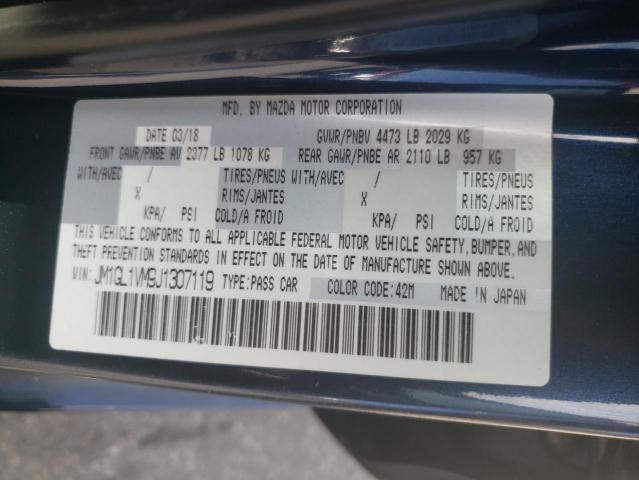 MFD. BY MAZDA MOTOR CORPORATION
DATE 03/18 GVWR/PNBV 4473 LB 2029 KG
FRONT GAWR/PNBE AV 2377 LB 1078 KG REAR GAWR/PNBE AR 2110 LB 957 KG
WITH/AVEC / TIRES/PNEUS WITH/AVEC / TIRES/PNEUS
X RIMS/JANTES X RIMS/JANTES
KPA/ PSI COLD/A FROID KPA/ PSI COLD/A FROID
THIS VEHICLE CONFORMS TO ALL APPLICABLE FEDERAL MOTOR VEHICLE SAFETY, BUMPER, AND
THEFT PREVENTION STANDARDS IN EFFECT ON THE DATE OF MANUFACTURE SHOWN ABOVE.
VIN: JM1GL1VM9J1307119 TYPE:PASS CAR COLOR CODE:42M MADE IN JAPAN